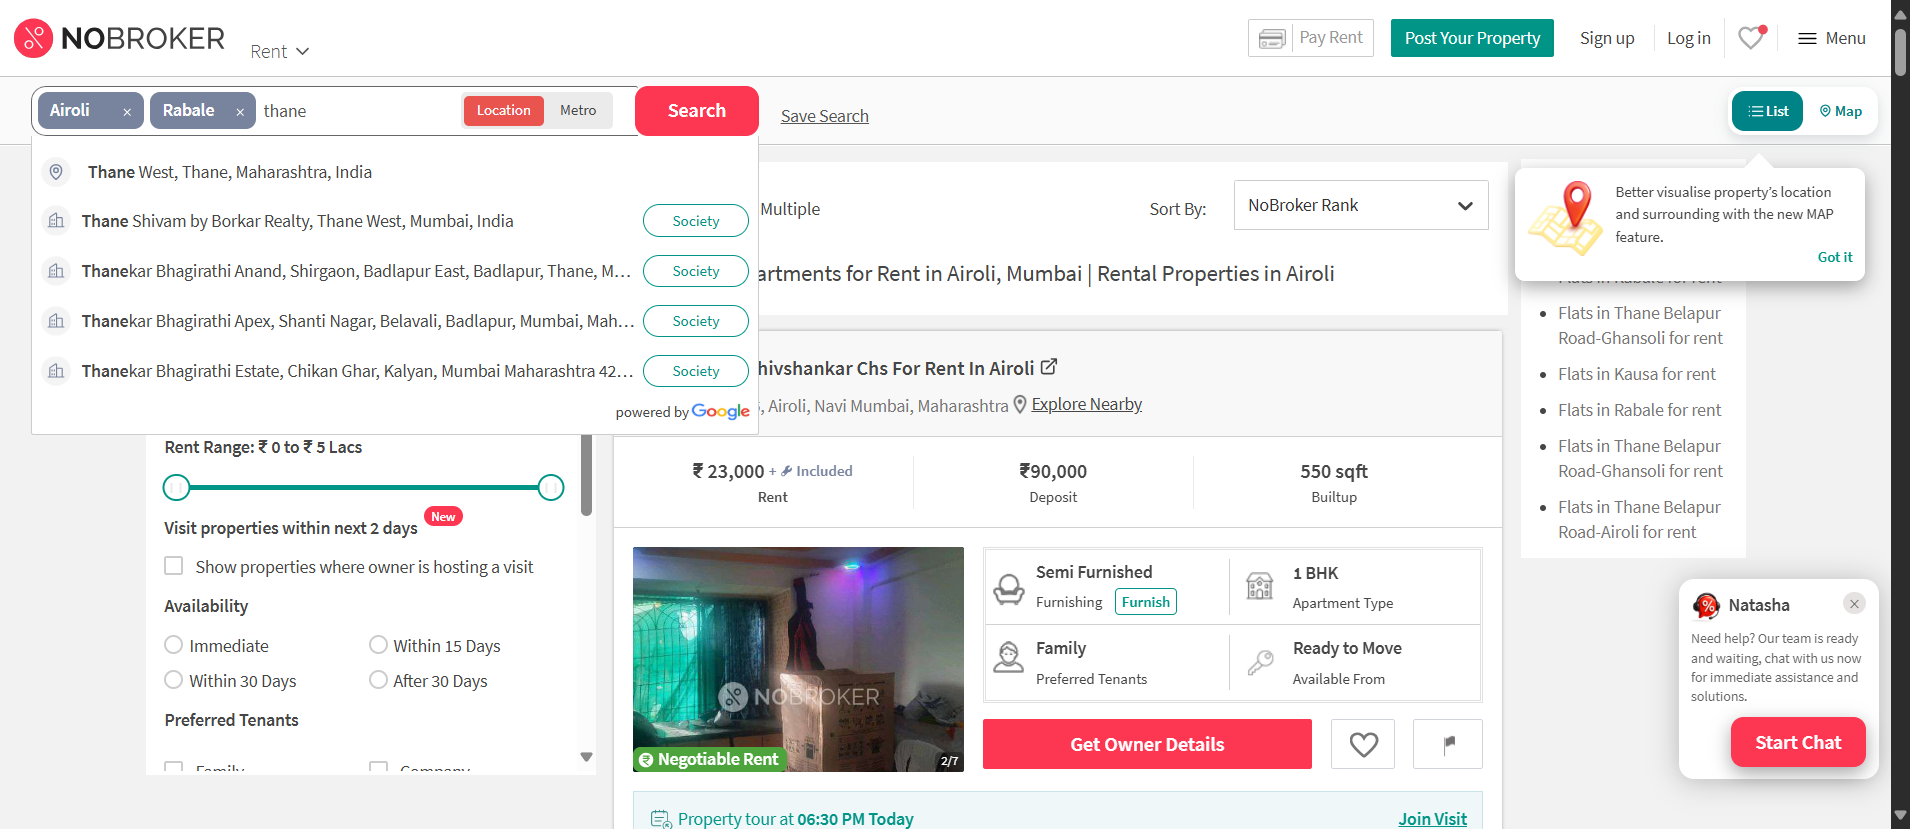 NOBROKER
Rent
Pay Rent
Post Your Property
Sign up
Log in
Menu
Airoli ×
Rabale ×
thane
Location
Metro
Search
Save Search
List
Map
Thane West, Thane, Maharashtra, India
Thane Shivam by Borkar Realty, Thane West, Mumbai, India
Society
Thanekar Bhagirathi Anand, Shirgaon, Badlapur East, Badlapur, Thane, M...
Society
Thanekar Bhagirathi Apex, Shanti Nagar, Belavali, Badlapur, Mumbai, Mah...
Society
Thanekar Bhagirathi Estate, Chikan Ghar, Kalyan, Mumbai Maharashtra 42...
Society
powered by Google
Multiple
Sort By:
NoBroker Rank
artments for Rent in Airoli, Mumbai | Rental Properties in Airoli
Better visualise property's location
and surrounding with the new MAP
feature.
Got it
Flats in Rabale for rent
Flats in Thane Belapur
Road-Ghansoli for rent
Flats in Kausa for rent
Flats in Rabale for rent
Flats in Thane Belapur
Road-Ghansoli for rent
Flats in Thane Belapur
Road-Airoli for rent
Rent Range: ₹ 0 to ₹ 5 Lacs
Visit properties within next 2 days
New
Show properties where owner is hosting a visit
Availability
Immediate
Within 15 Days
Within 30 Days
After 30 Days
Preferred Tenants
Family
Company
hivshankar Chs For Rent In Airoli
, Airoli, Navi Mumbai, Maharashtra
Explore Nearby
₹ 23,000 + Included
Rent
₹90,000
Deposit
550 sqft
Builtup
NOBROKER
Negotiable Rent
2/7
Semi Furnished
Furnishing
Furnish
1 BHK
Apartment Type
Family
Preferred Tenants
Ready to Move
Available From
Get Owner Details
Property tour at 06:30 PM Today
Join Visit
Natasha
Need help? Our team is ready
and waiting, chat with us now
for immediate assistance and
solutions.
Start Chat